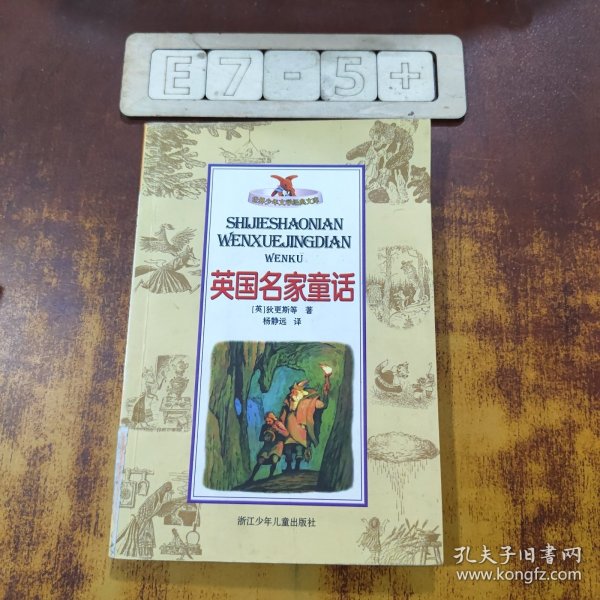 E7-5+
世界少年文学经典文库
SHIJIESHAONIAN
WENXUEJINGDIAN
WENKU
英国名家童话
[英]狄更斯等 著
杨静远 译
浙江少年儿童出版社
孔夫子旧书网
www.kongfz.com